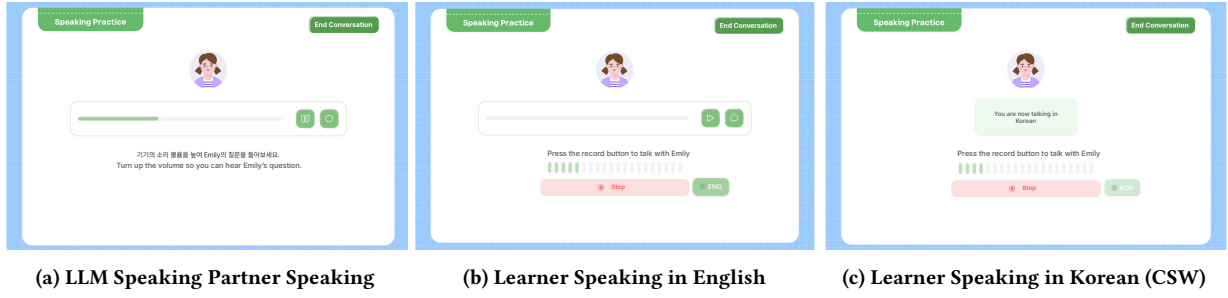 Speaking Practice
End Conversation
기기의 소리 볼륨을 높여 Emily의 질문을 들어보세요.
Turn up the volume so you can hear Emily's question.
(a) LLM Speaking Partner Speaking
Speaking Practice
End Conversation
Press the record button to talk with Emily
Stop
ENG
(b) Learner Speaking in English
Speaking Practice
End Conversation
You are now talking in
Korean
Press the record button to talk with Emily
Stop
KOR
(c) Learner Speaking in Korean (CSW)